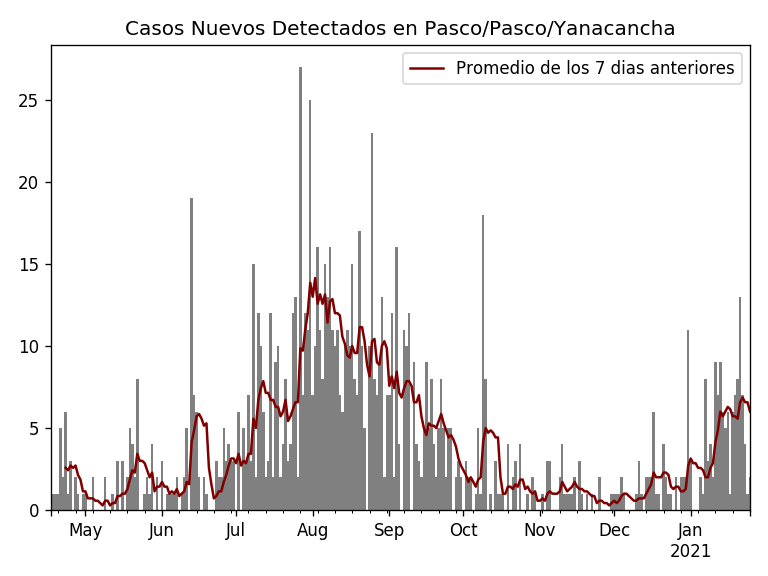 Casos Nuevos Detectados en Pasco/Pasco/Yanacancha
Promedio de los 7 dias anteriores
25
20
15
10
5
0
May Jun Jul Aug Sep Oct Nov Dec Jan
2021